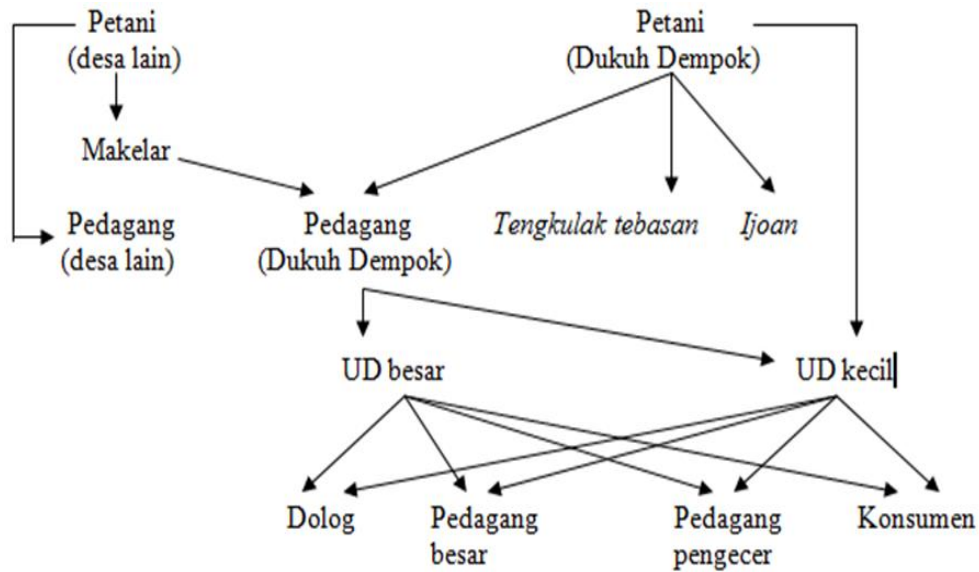 Petani
(desa lain)
Petani
(Dukuh Dempok)
Makelar
Pedagang
(desa lain)
Pedagang
(Dukuh Dempok)
Tengkulak tebasan
Ijoan
UD besar
UD kecil
Dolog
Pedagang
besar
Pedagang
pengecer
Konsumen